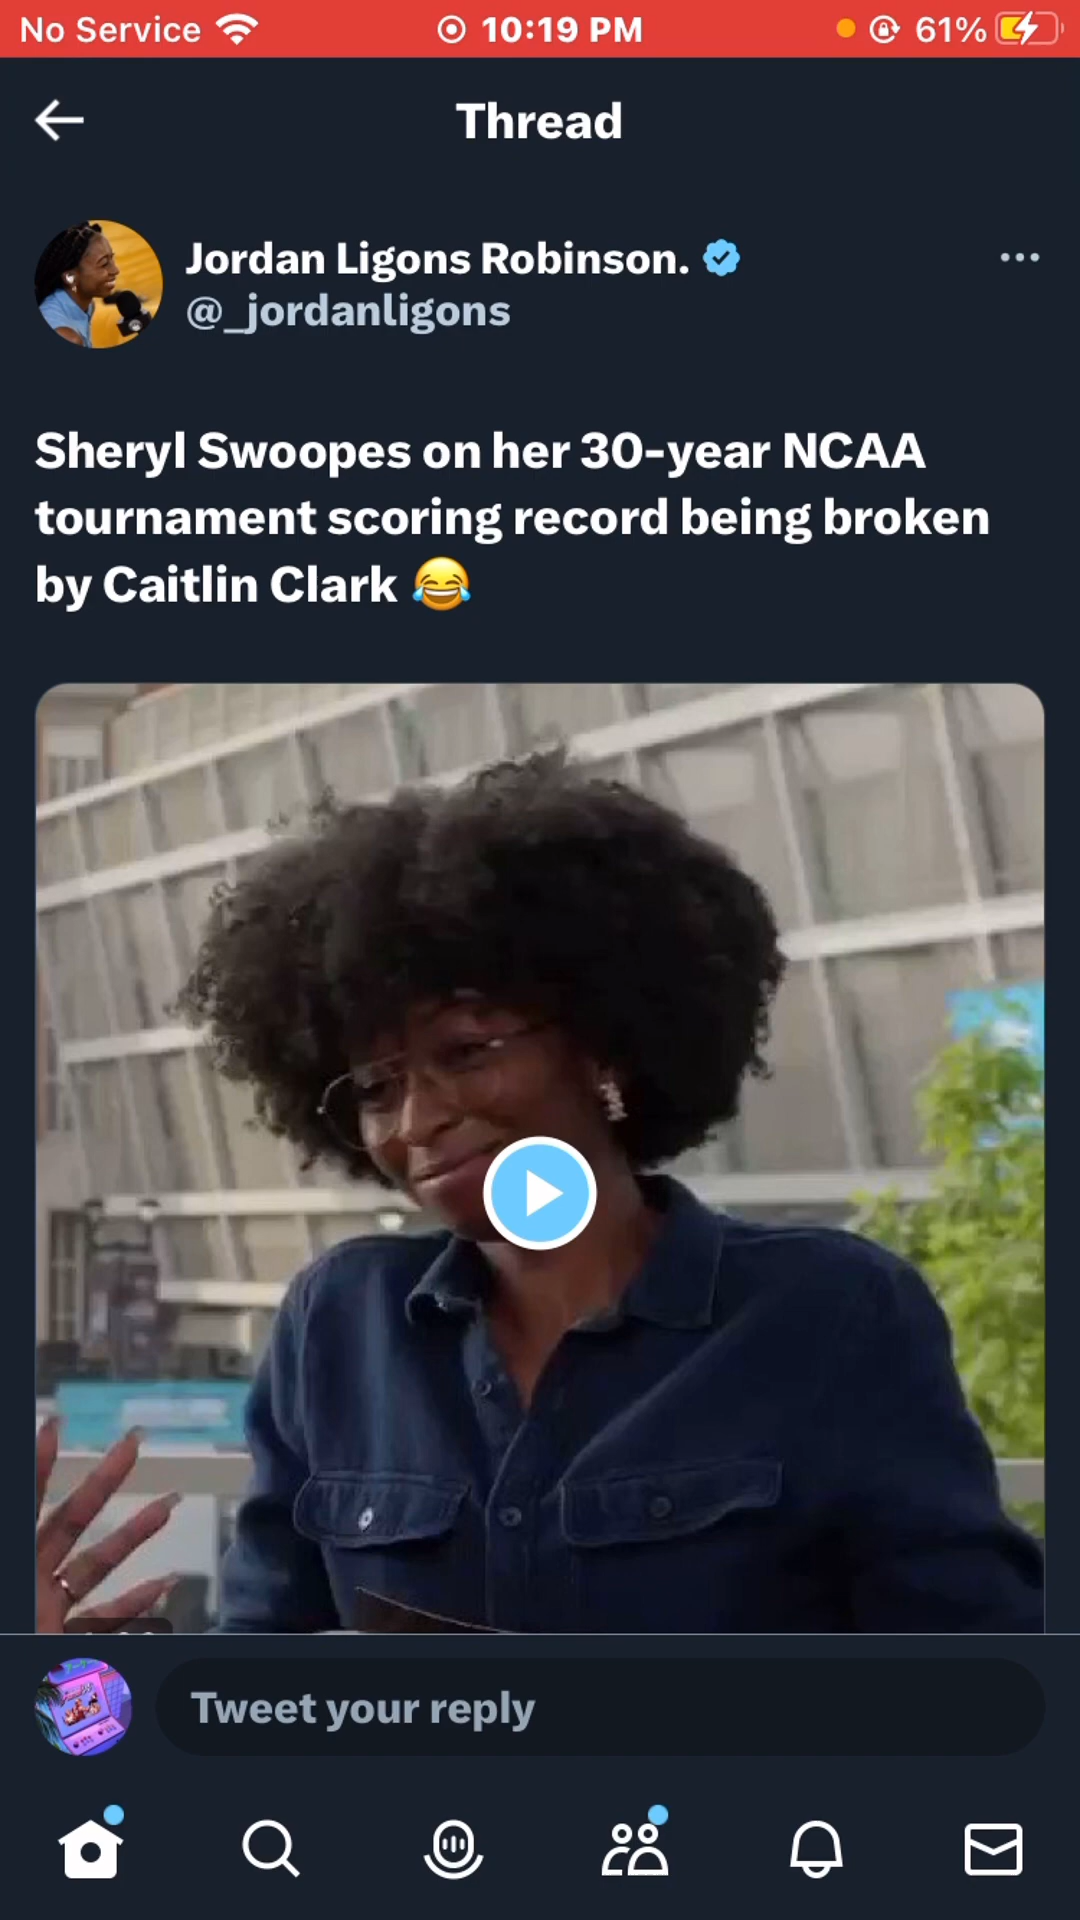 No Service 10:19 PM 61%
Thread
Jordan Ligons Robinson.
@_jordanligons
Sheryl Swoopes on her 30-year NCAA
tournament scoring record being broken
by Caitlin Clark 😂
Tweet your reply